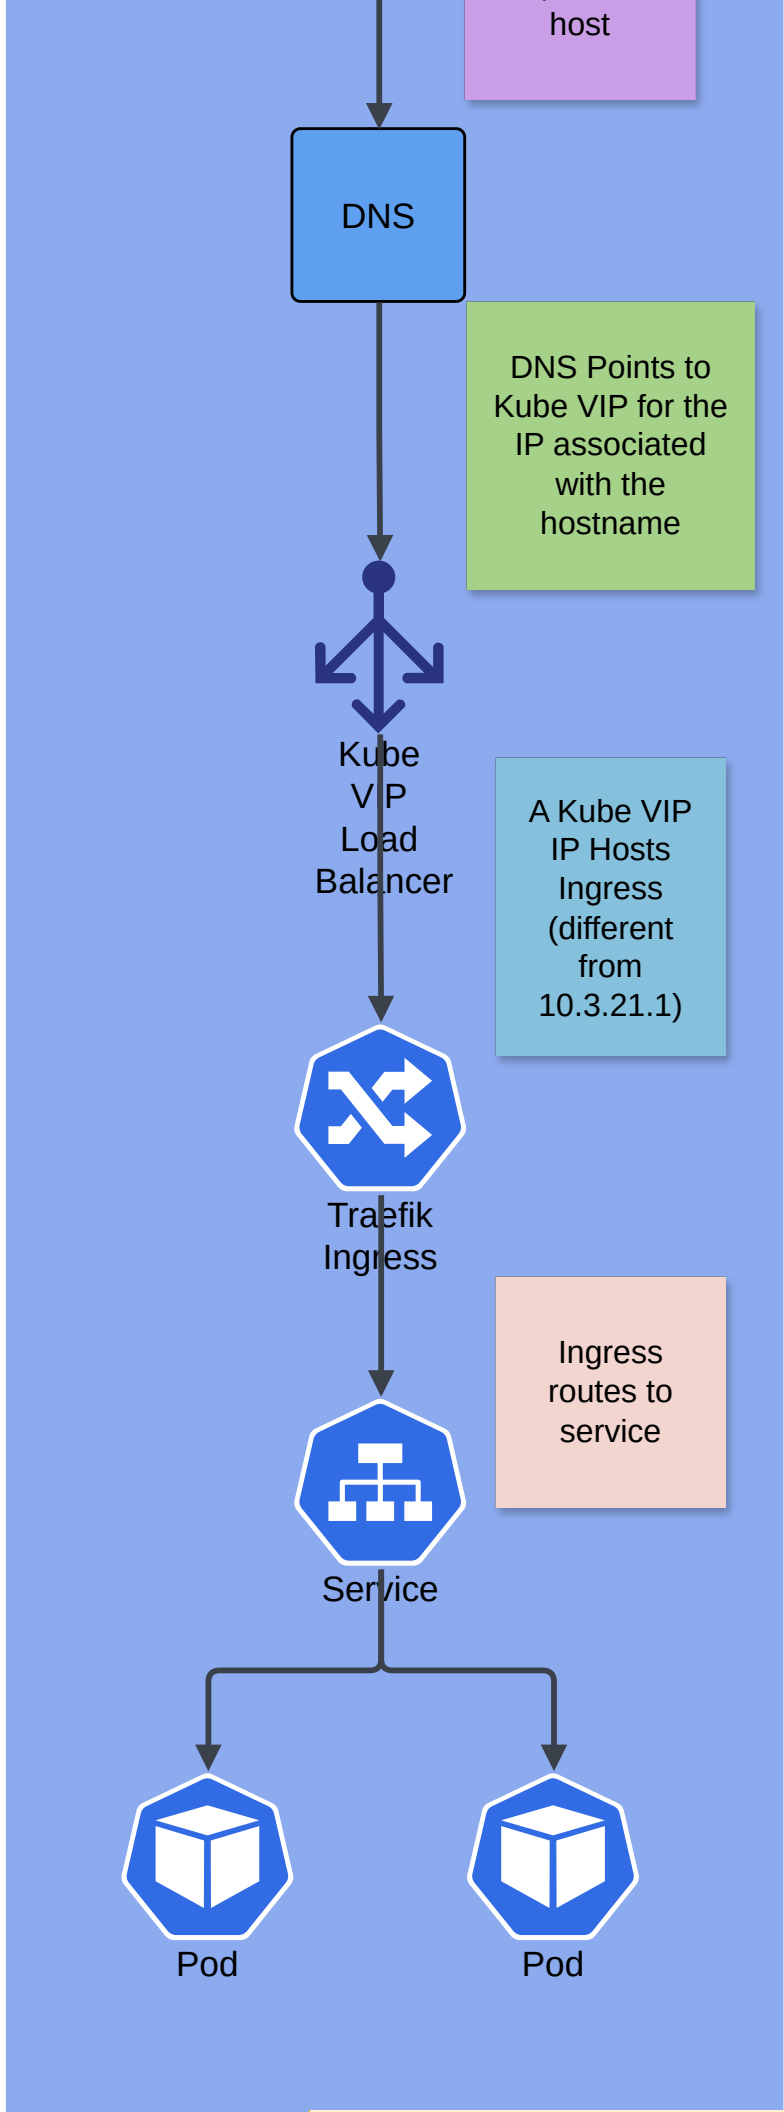 host
DNS
DNS Points to
Kube VIP for the
IP associated
with the
hostname
Kube
VIP
Load
Balancer
A Kube VIP
IP Hosts
Ingress
(different
from
10.3.21.1)
Traefik
Ingress
Ingress
routes to
service
Service
Pod
Pod